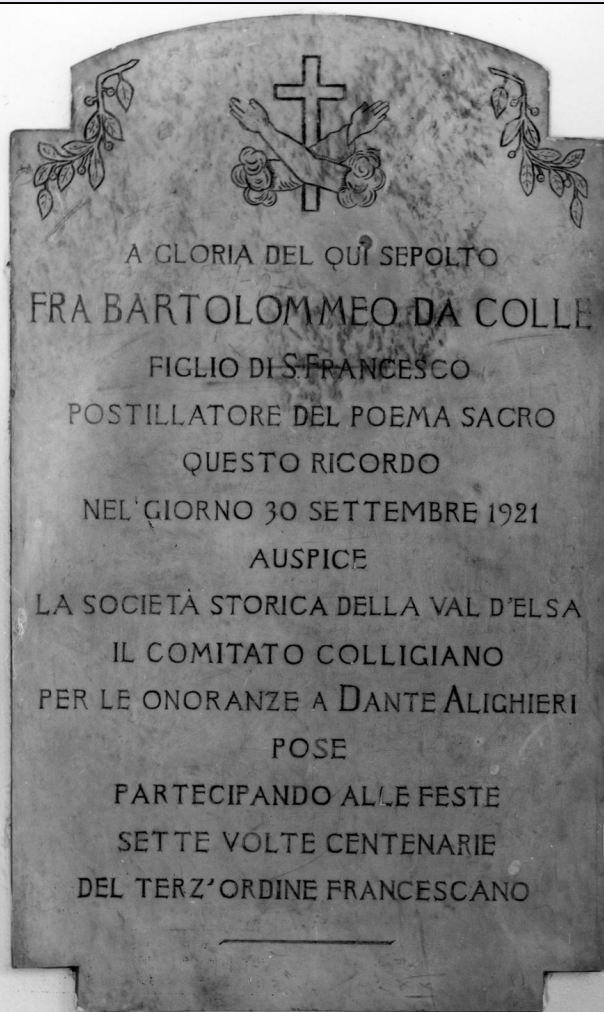 A GLORIA DEL QUI SEPOLTO
FRA BARTOLOMMEO DA COLLE
FIGLIO DI S. FRANCESCO
POSTILLATORE DEL POEMA SACRO
QUESTO RICORDO
NEL GIORNO 30 SETTEMBRE 1921
AUSPICE
LA SOCIETÀ STORICA DELLA VAL D'ELSA
IL COMITATO COLLIGIANO
PER LE ONORANZE A DANTE ALIGHIERI
POSE
PARTECIPANDO ALLE FESTE
SETTE VOLTE CENTENARIE
DEL TERZ'ORDINE FRANCESCANO